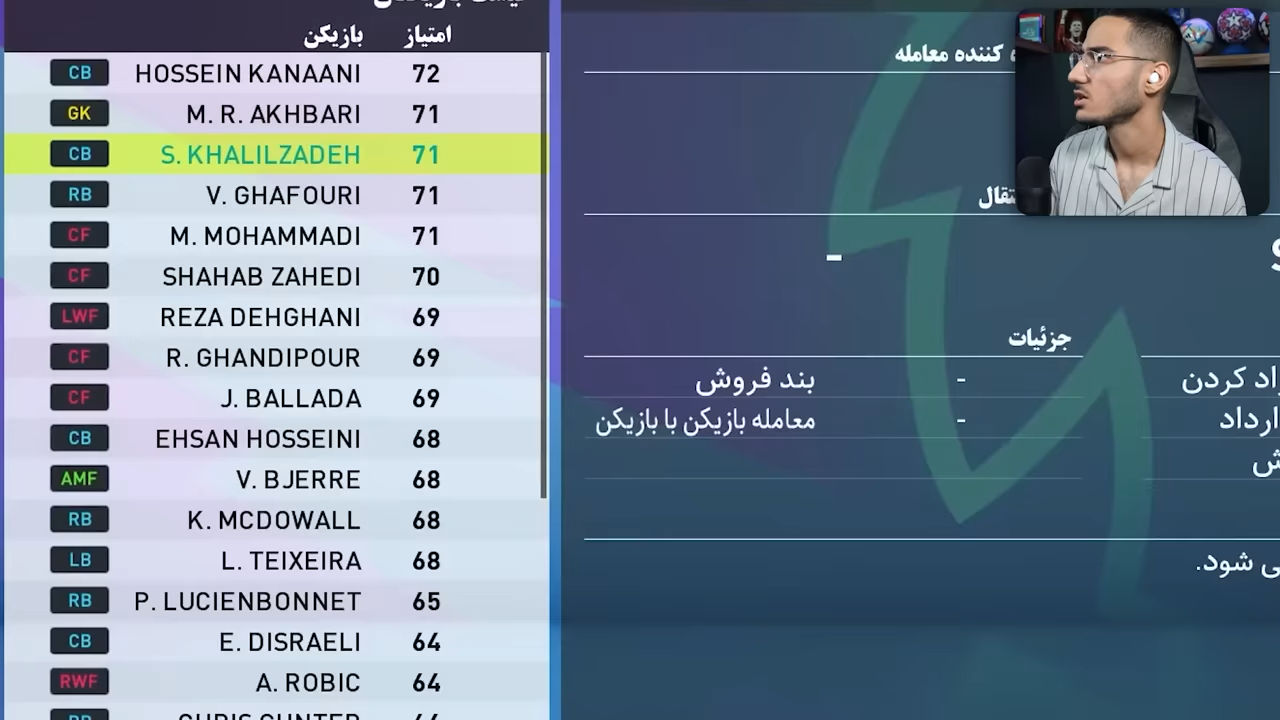 امتیاز بازیکن
CB HOSSEIN KANAANI 72
GK M. R. AKHBARI 71
CB S. KHALILZADEH 71
RB V. GHAFOURI 71
CF M. MOHAMMADI 71
CF SHAHAB ZAHEDI 70
LWF REZA DEHGHANI 69
CF R. GHANDIPOUR 69
CF J. BALLADA 69
CB EHSAN HOSSEINI 68
AMF V. BJERRE 68
RB K. MCDOWALL 68
LB L. TEIXEIRA 68
RB P. LUCIENBONNET 65
CB E. DISRAELI 64
RWF A. ROBIC 64
کننده معامله
-
جزئیات
بند فروش -
معامله بازیکن با بازیکن -
کردن
شود.